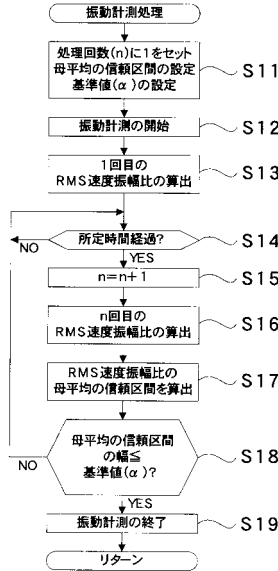 振動計測処理
処理回数(n)に1をセット
母平均の信頼区間の設定
基準値(α)の設定
S11
振動計測の開始
S12
1回目の
RMS速度振幅比の算出
S13
所定時間経過?
S14
NO
YES
n=n+1
S15
n回目の
RMS速度振幅比の算出
S16
RMS速度振幅比の
母平均の信頼区間を算出
S17
母平均の信頼区間
の幅≦
基準値(α)?
S18
NO
YES
振動計測の終了
S19
リターン